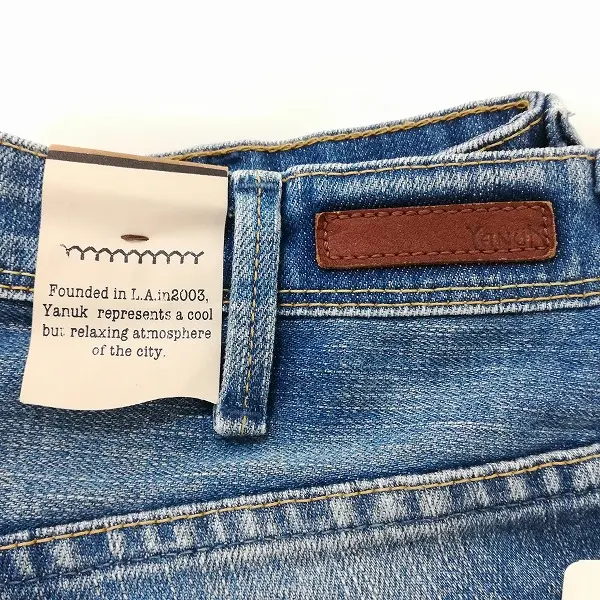 Founded in L.A.in2003,
Yanuk represents a cool
but relaxing atmosphere
of the city.
YANUK